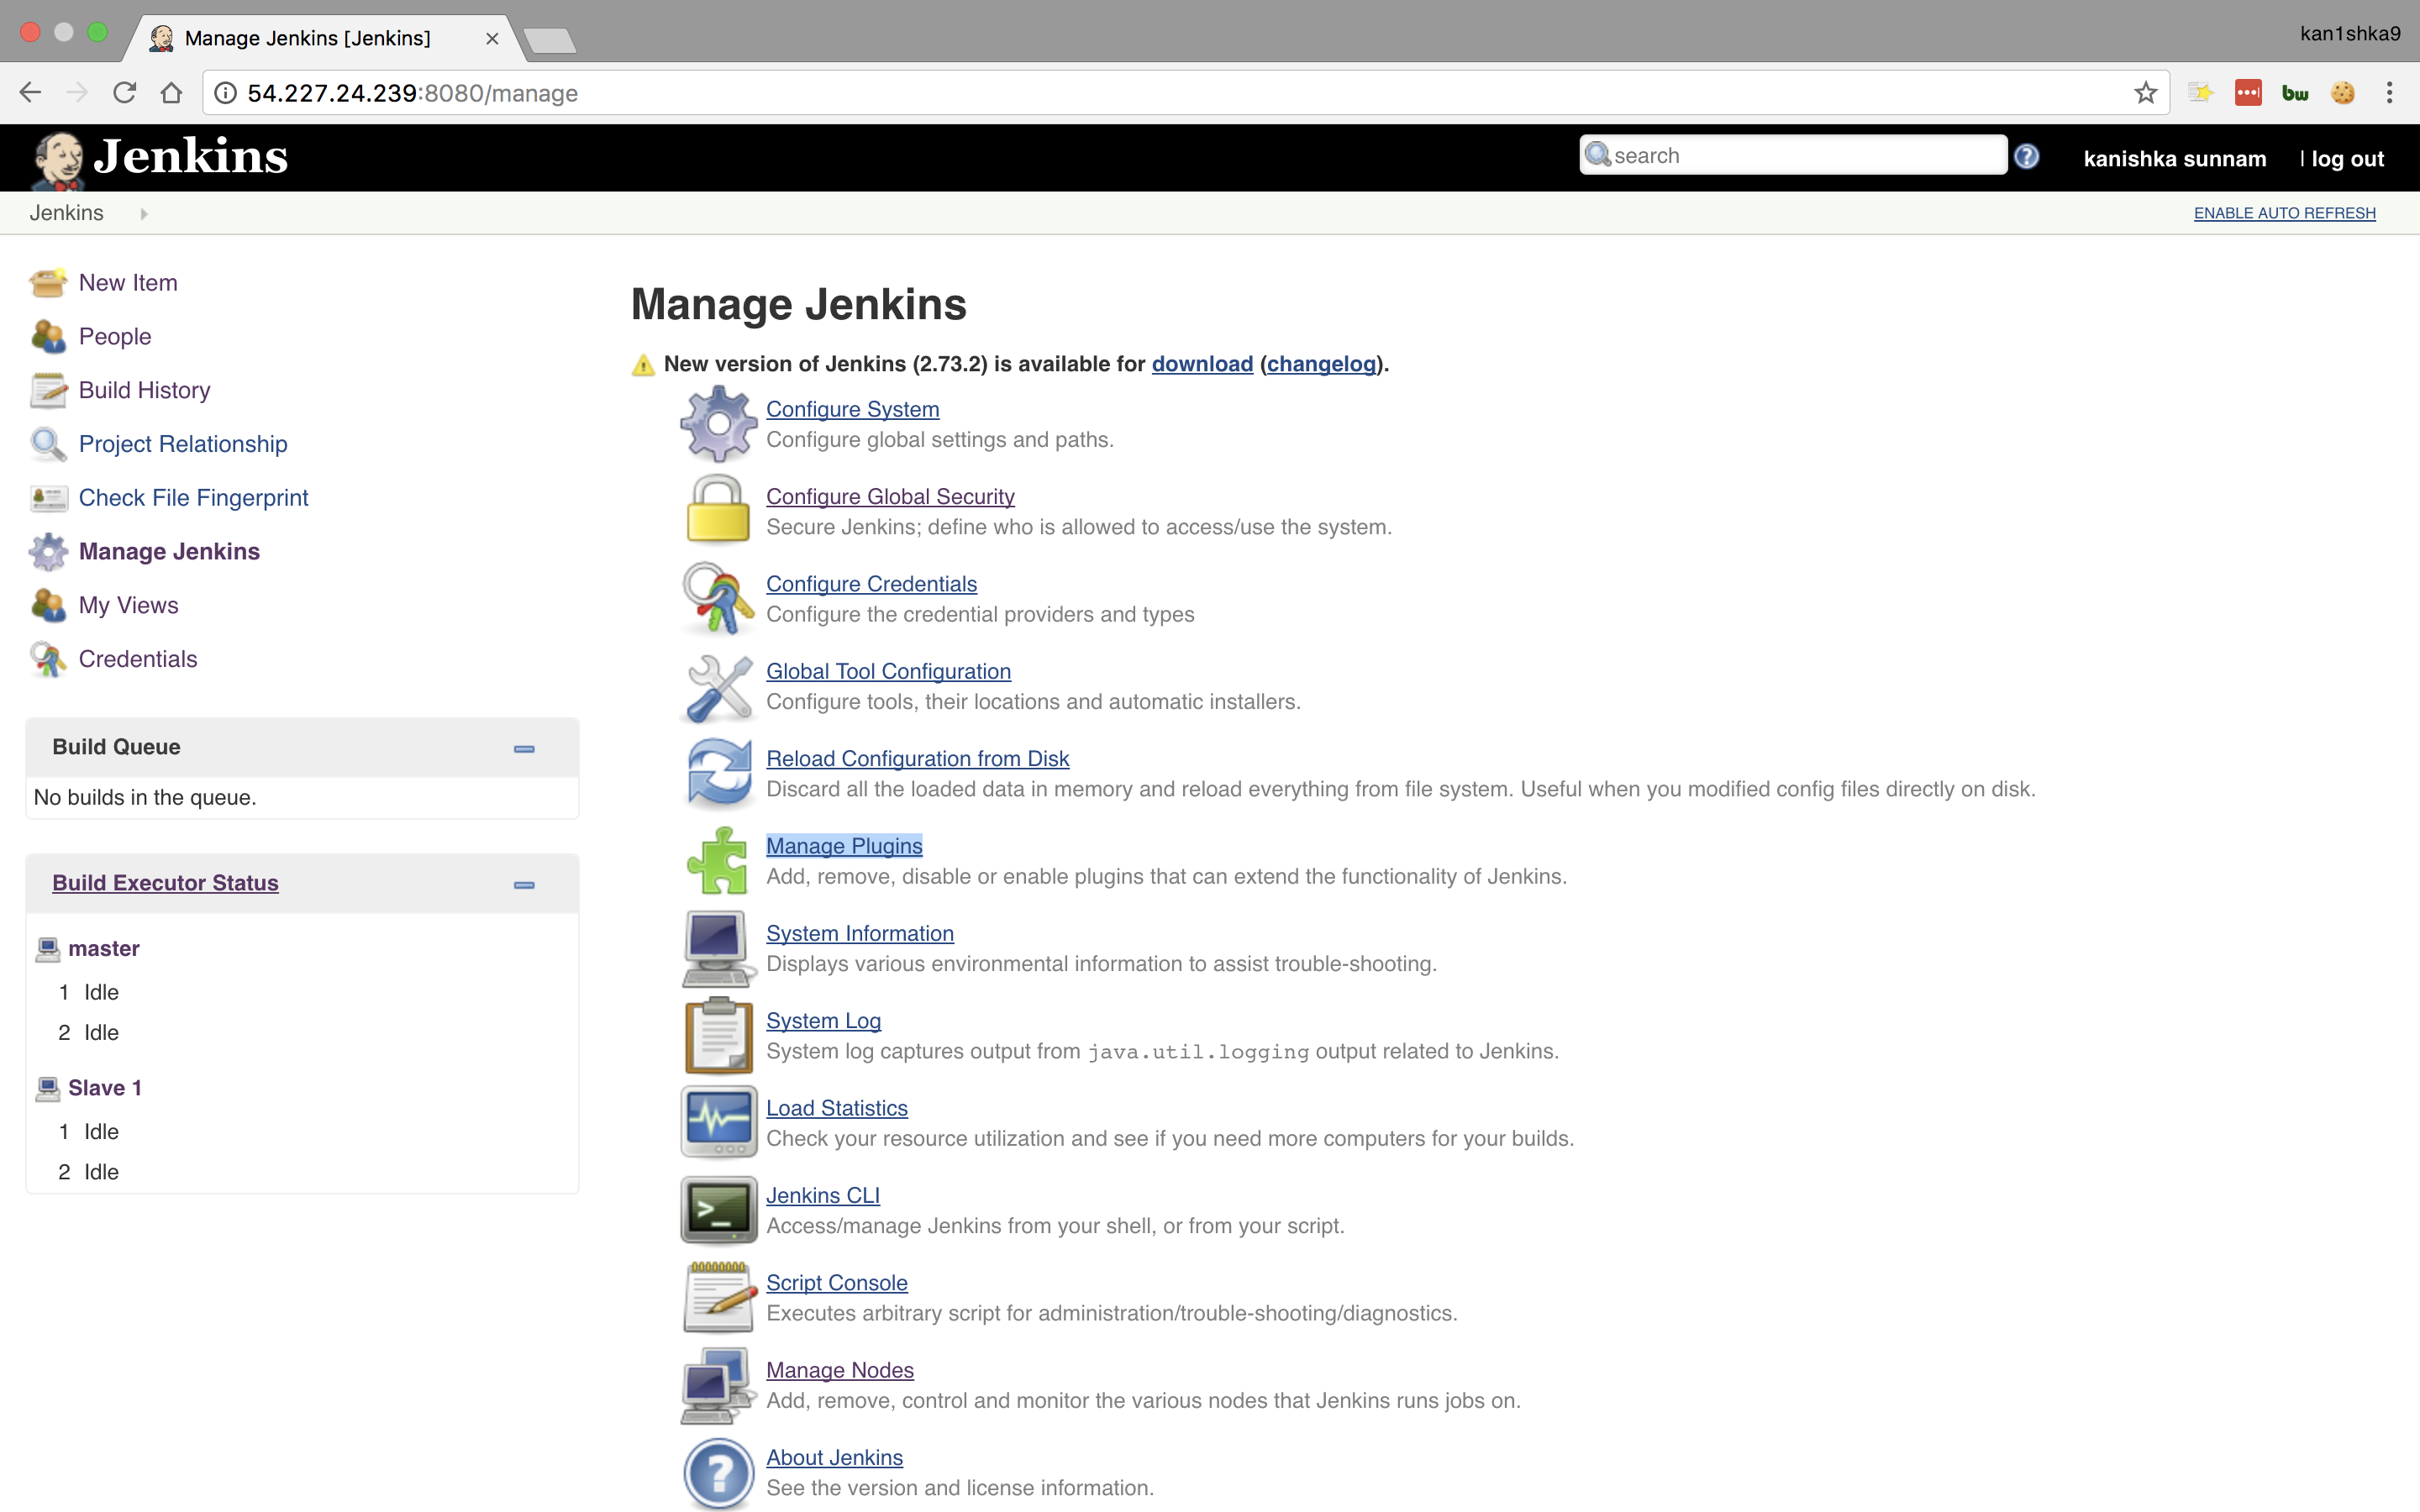 Manage Jenkins [Jenkins]
kan1shka9
54.227.24.239:8080/manage
bw
Jenkins
search
kanishka sunnam
| log out
Jenkins
ENABLE AUTO REFRESH
New Item
People
Build History
Project Relationship
Check File Fingerprint
Manage Jenkins
My Views
Credentials
Build Queue
No builds in the queue.
Build Executor Status
master
1 Idle
2 Idle
Slave 1
1 Idle
2 Idle
Manage Jenkins
New version of Jenkins (2.73.2) is available for download (changelog).
Configure System
Configure global settings and paths.
Configure Global Security
Secure Jenkins; define who is allowed to access/use the system.
Configure Credentials
Configure the credential providers and types
Global Tool Configuration
Configure tools, their locations and automatic installers.
Reload Configuration from Disk
Discard all the loaded data in memory and reload everything from file system. Useful when you modified config files directly on disk.
Manage Plugins
Add, remove, disable or enable plugins that can extend the functionality of Jenkins.
System Information
Displays various environmental information to assist trouble-shooting.
System Log
System log captures output from java.util.logging output related to Jenkins.
Load Statistics
Check your resource utilization and see if you need more computers for your builds.
Jenkins CLI
Access/manage Jenkins from your shell, or from your script.
Script Console
Executes arbitrary script for administration/trouble-shooting/diagnostics.
Manage Nodes
Add, remove, control and monitor the various nodes that Jenkins runs jobs on.
About Jenkins
See the version and license information.